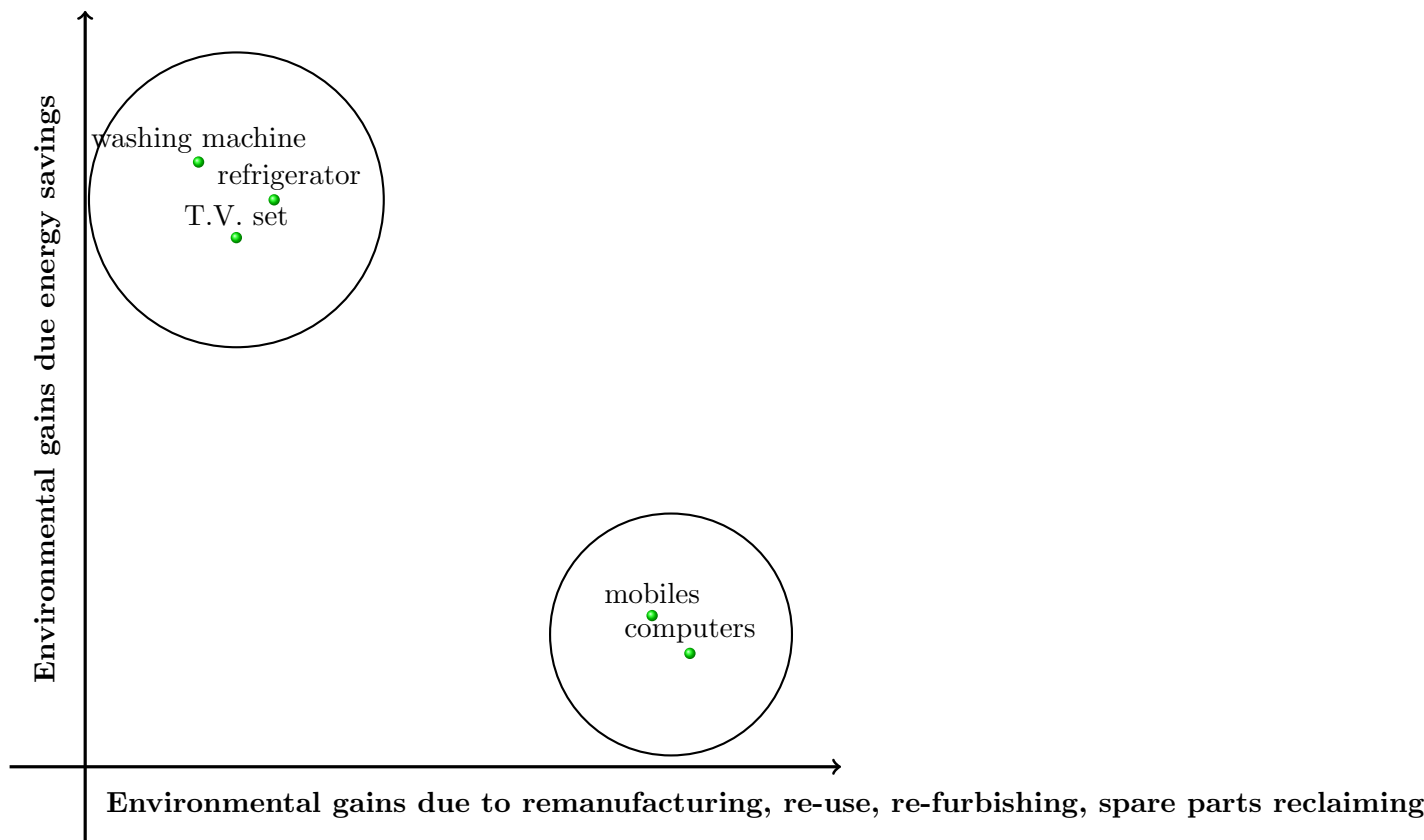 Environmental gains due energy savings
washing machine
refrigerator
T.V. set
mobiles
computers
Environmental gains due to remanufacturing, re-use, re-furbishing, spare parts reclaiming